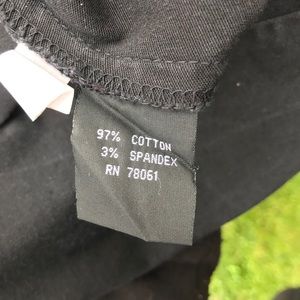 97% COTTON
3% SPANDEX
RN 78061